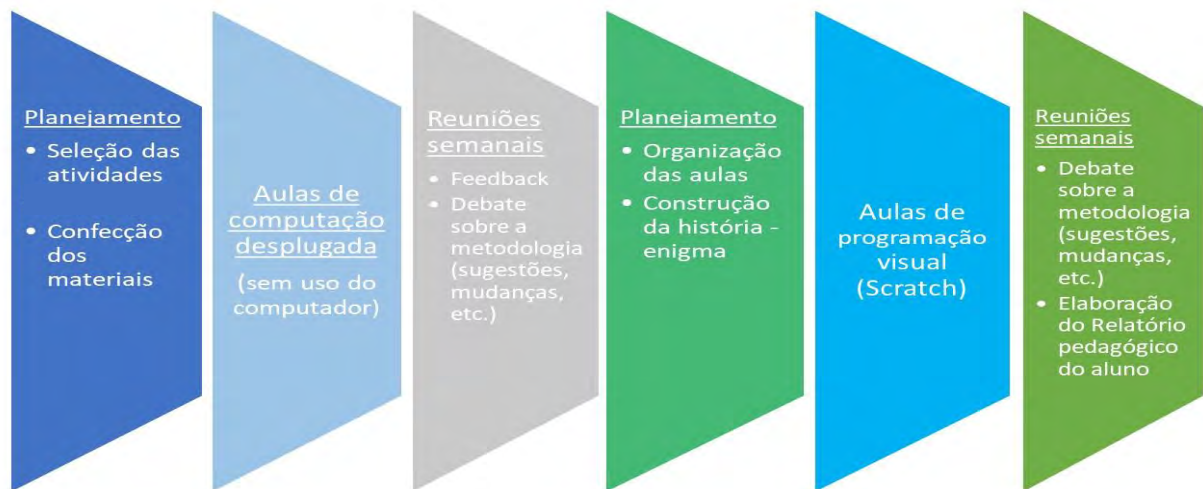 Planejamento
• Seleção das
atividades
• Confecção
dos
materiais
Aulas de
computação
desplugada
(sem uso do
computador)
Reuniões
semanais
• Feedback
• Debate
sobre a
metodologia
(sugestões,
mudanças,
etc.)
Planejamento
• Organização
das aulas
• Construção
da história -
enigma
Aulas de
programação
visual
(Scratch)
Reuniões
semanais
• Debate
sobre a
metodologia
(sugestões,
mudanças,
etc.)
• Elaboração
do Relatório
pedagógico
do aluno